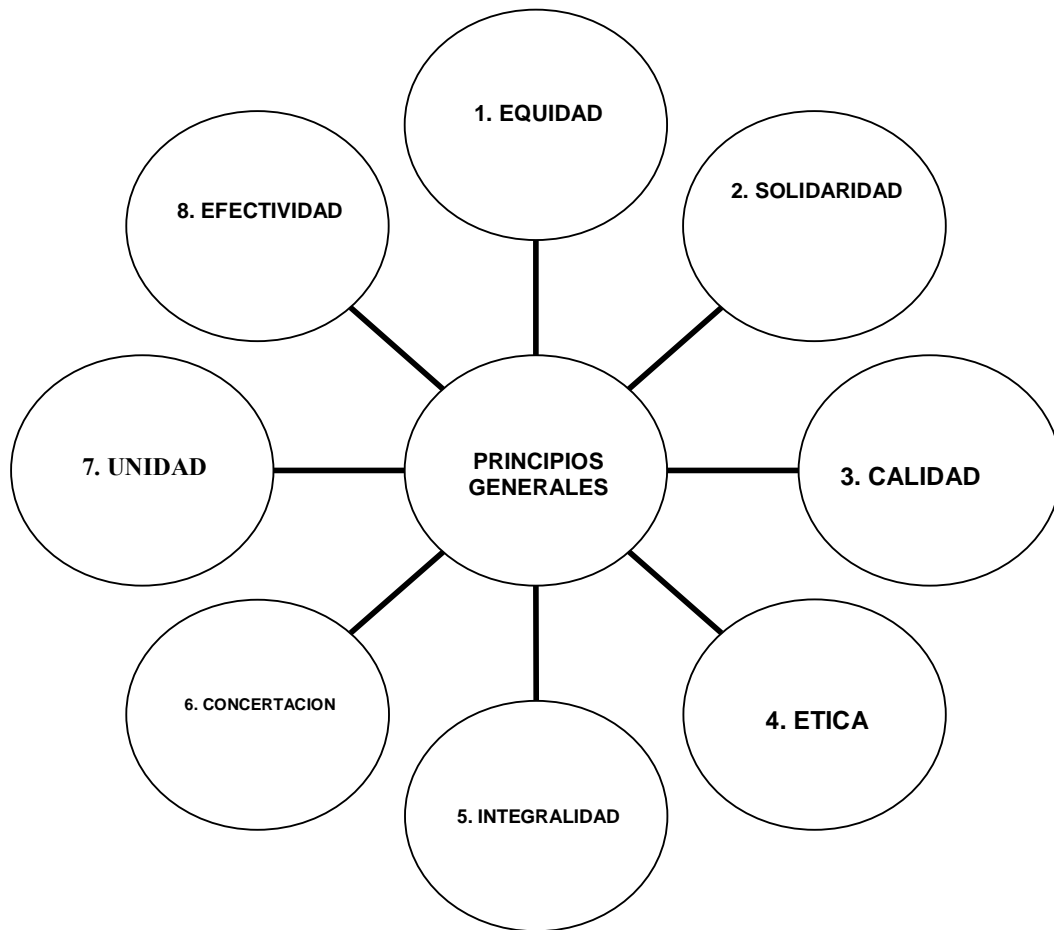 1. EQUIDAD
2. SOLIDARIDAD
3. CALIDAD
4. ETICA
5. INTEGRALIDAD
6. CONCERTACION
7. UNIDAD
8. EFECTIVIDAD
PRINCIPIOS
GENERALES